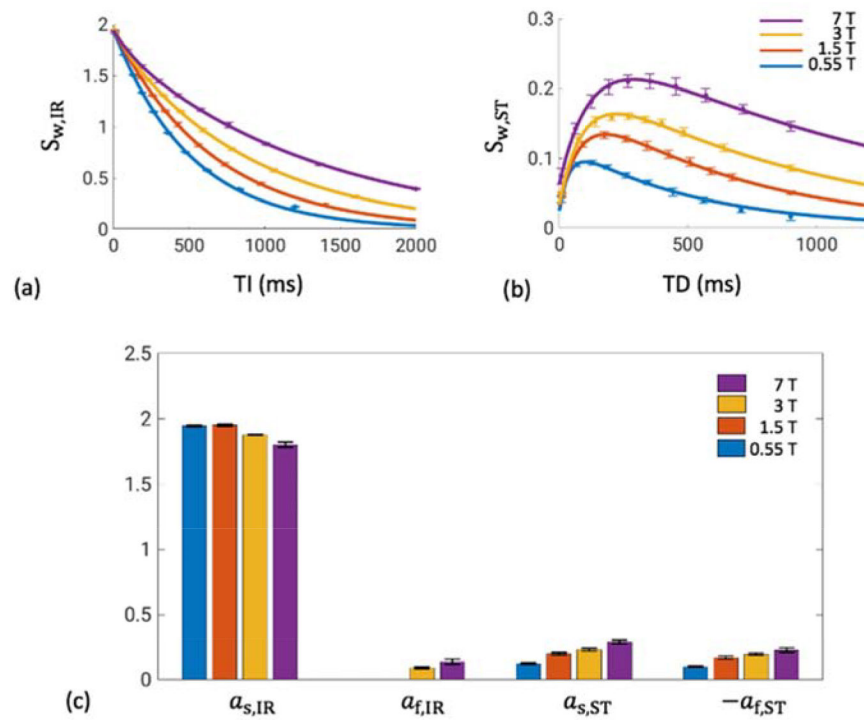 2
1.5
1
0.5
0
0 500 1000 1500 2000
S_w,IR
TI (ms)
(a)
0.3
0.2
0.1
0
0 500 1000
S_w,ST
TD (ms)
(b)
7 T
3 T
1.5 T
0.55 T
2.5
2
1.5
1
0.5
0
7 T
3 T
1.5 T
0.55 T
(c)
a_s,IR a_f,IR a_s,ST −a_f,ST